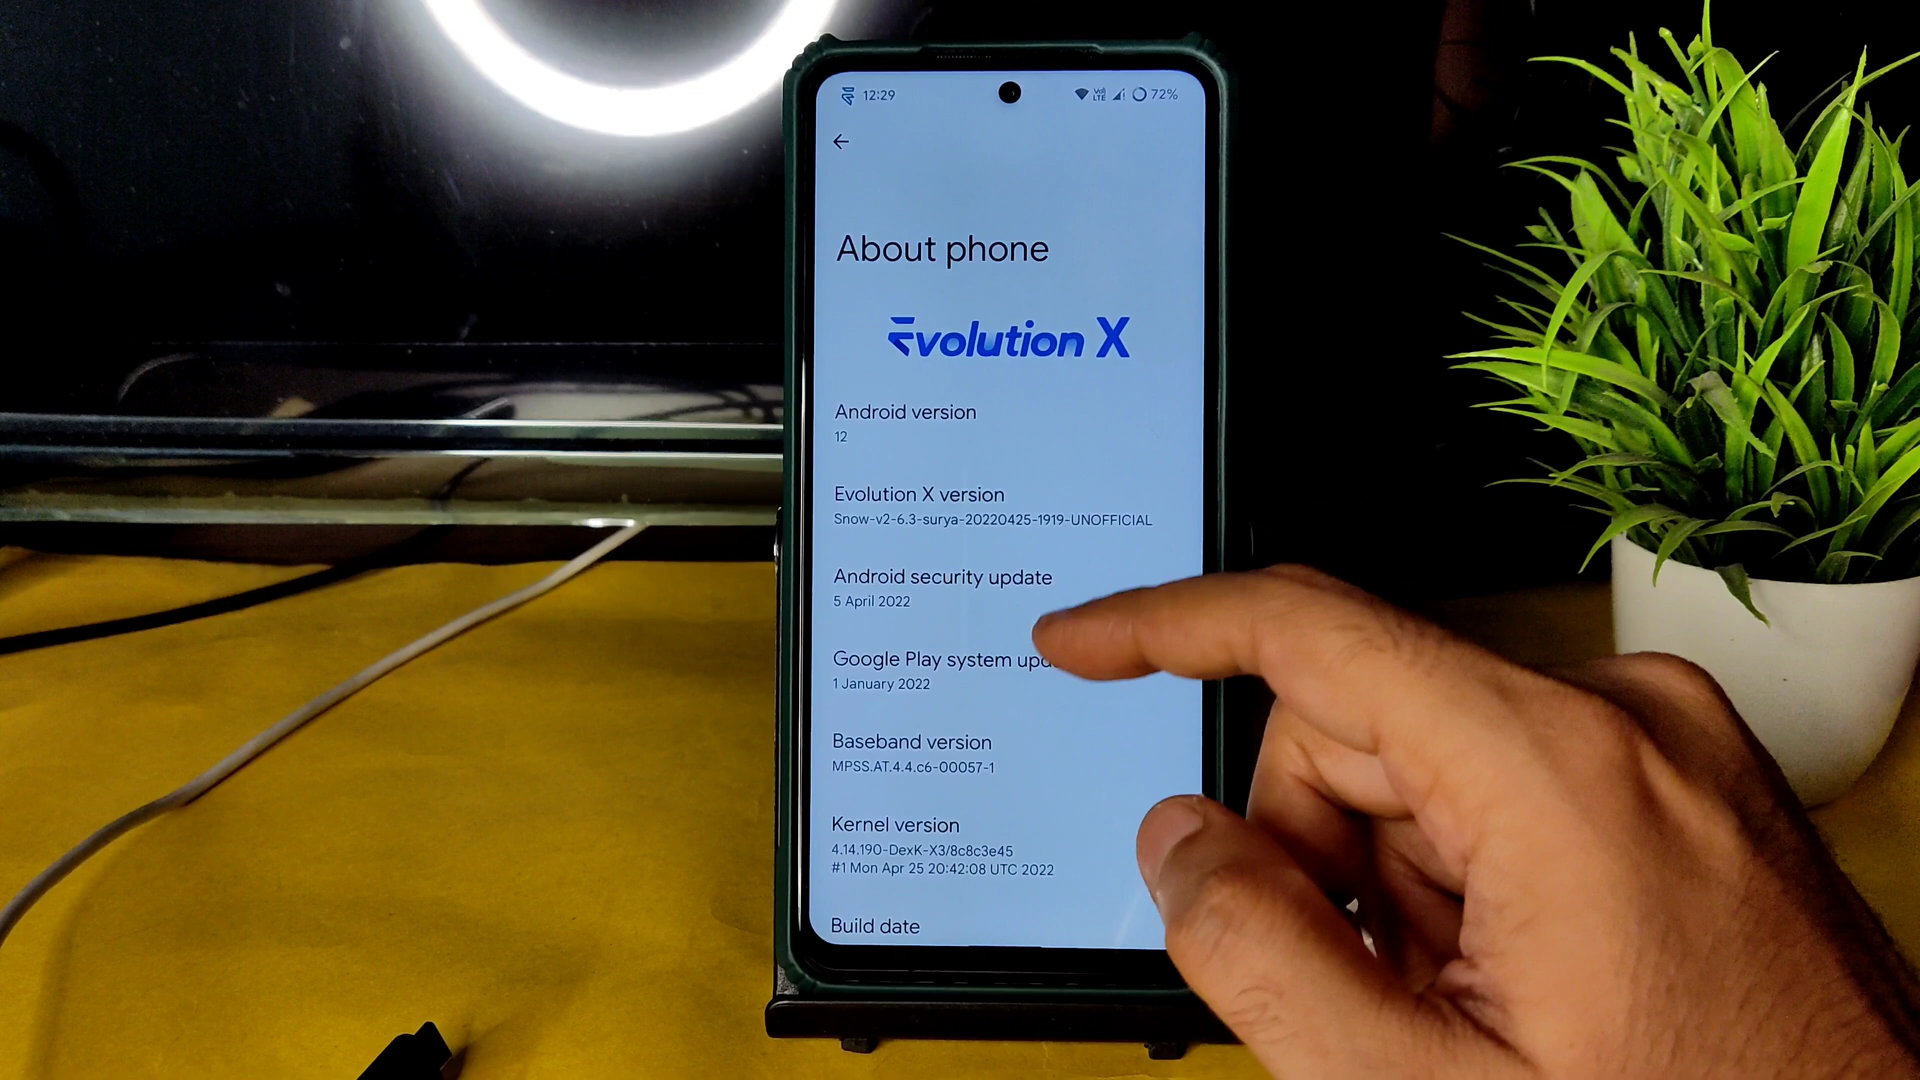 12:29 Vo) LTE 72%
About phone
Evolution X
Android version
12
Evolution X version
Snow-v2-6.3-surya-20220425-1919-UNOFFICIAL
Android security update
5 April 2022
Google Play system upd
1 January 2022
Baseband version
MPSS.AT.4.4.c6-00057-1
Kernel version
4.14.190-DexK-X3/8c8c3e45
#1 Mon Apr 25 20:42:08 UTC 2022
Build date